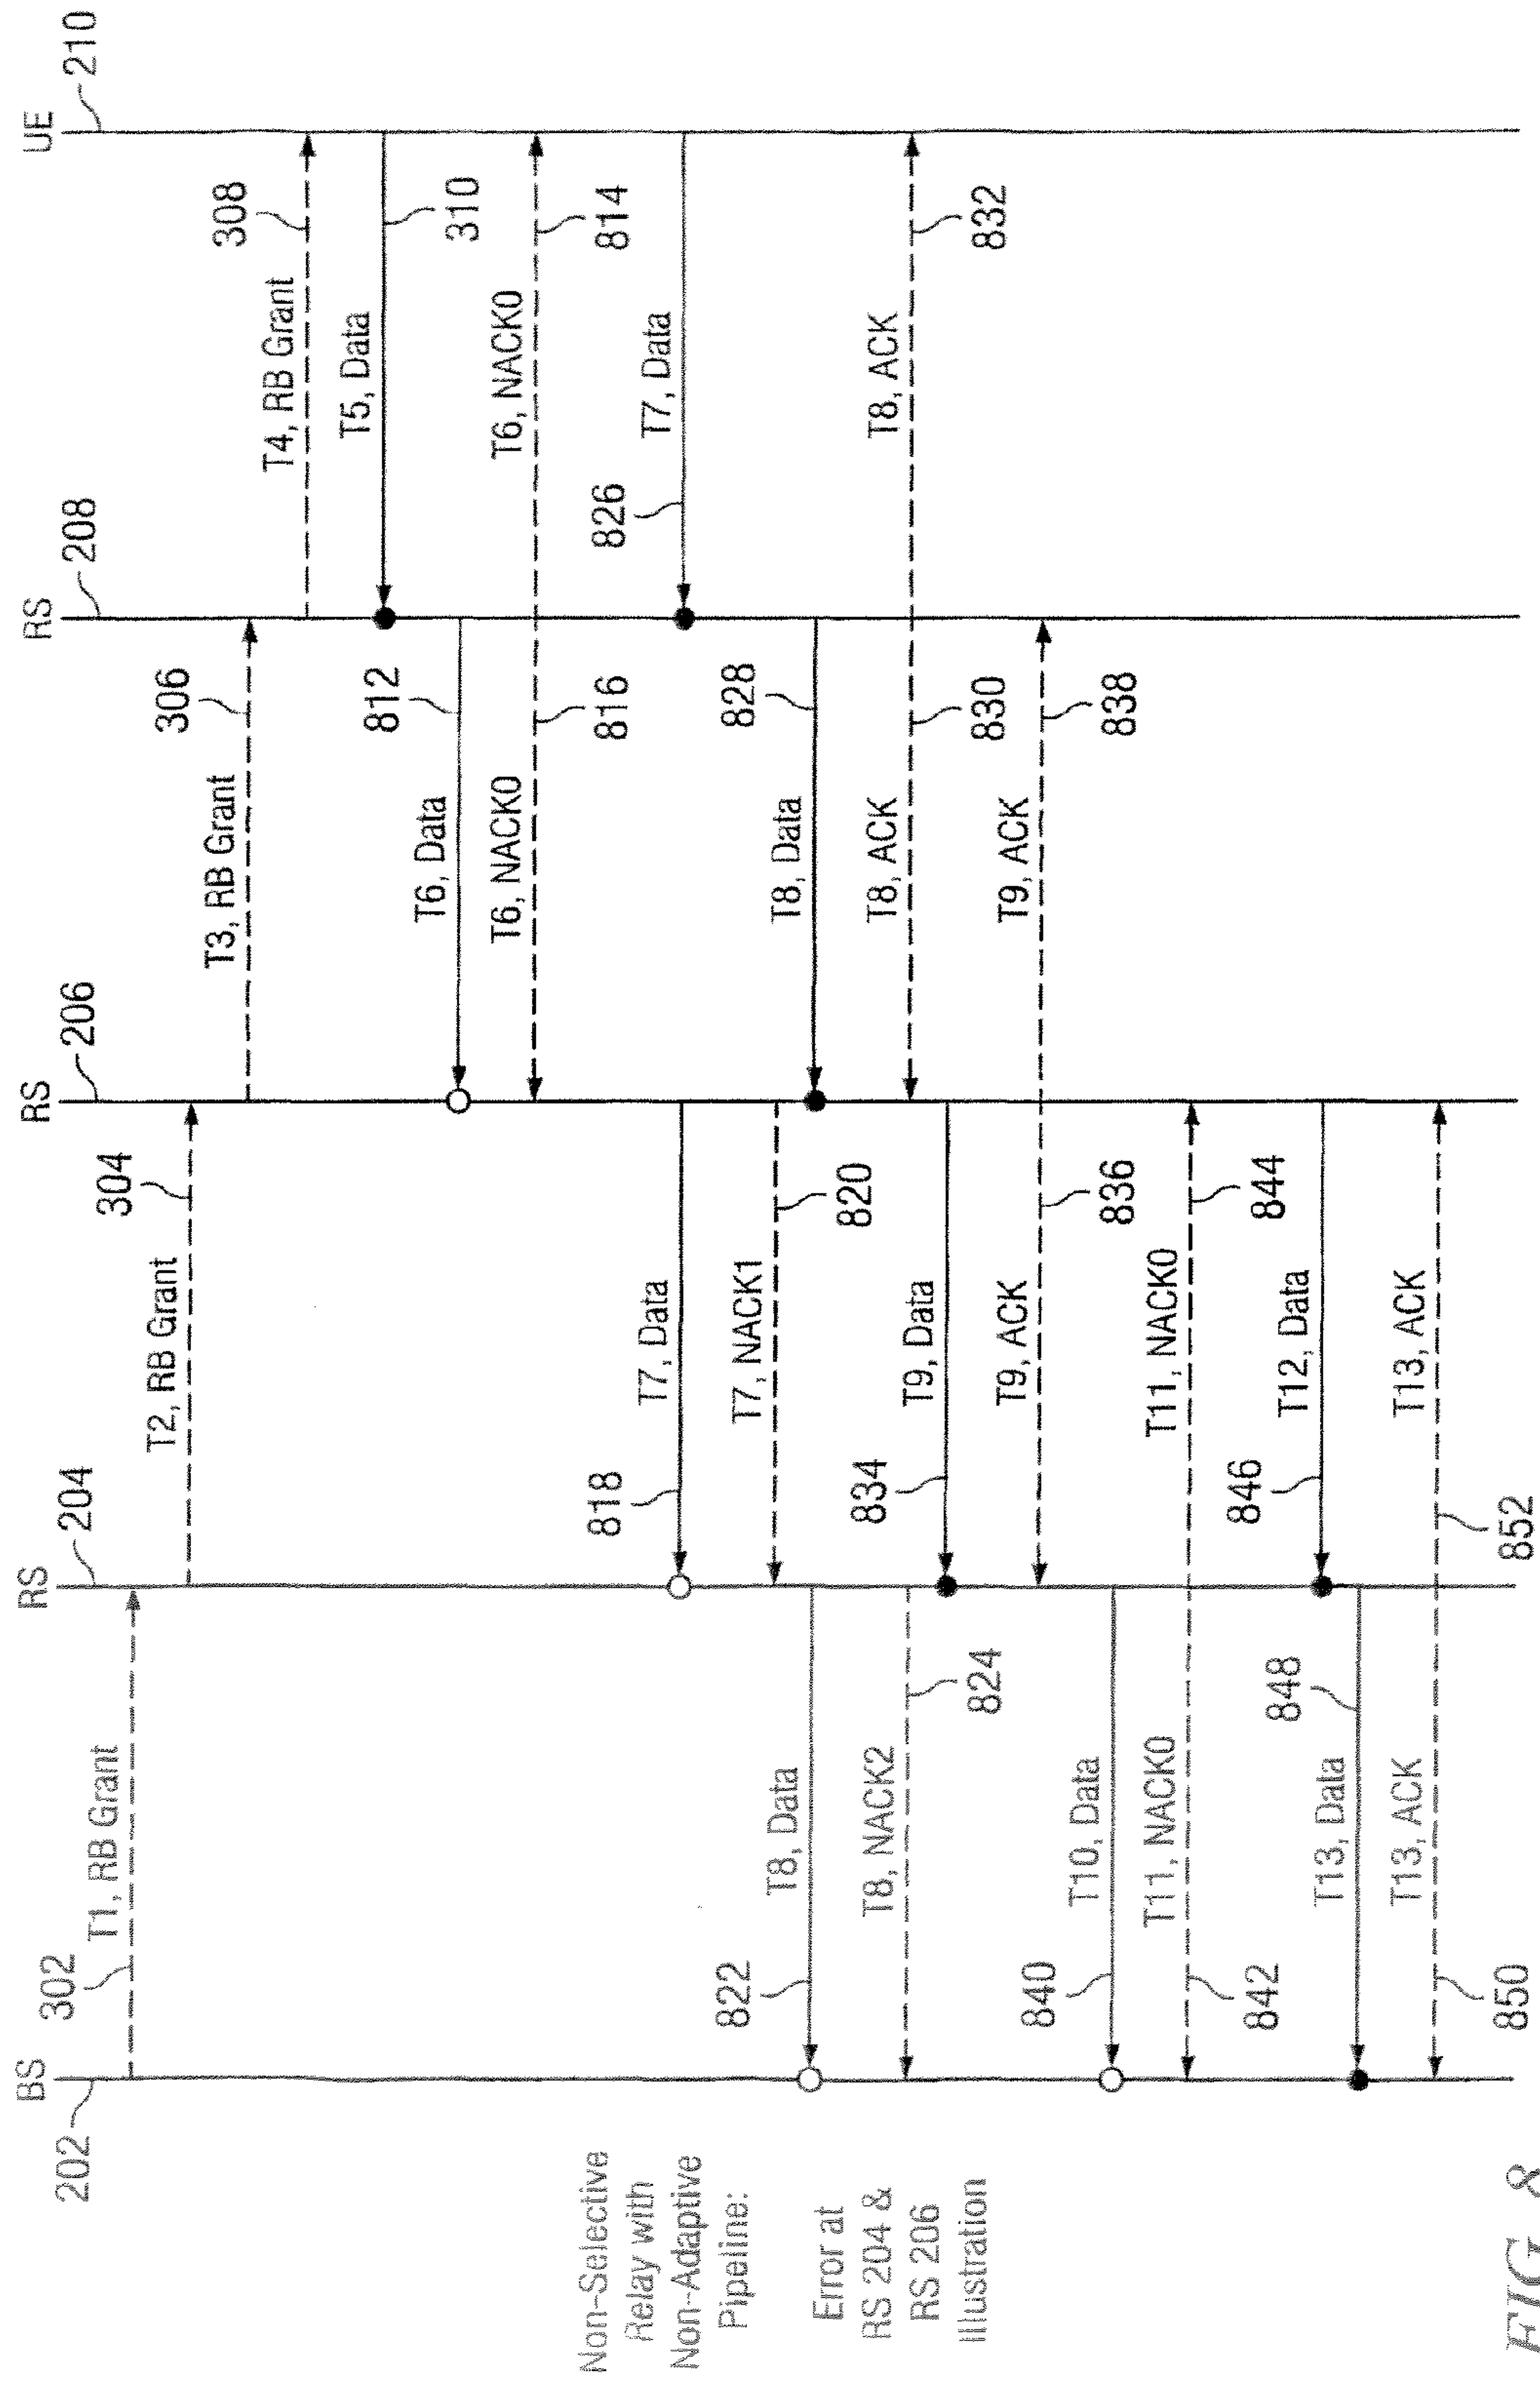 BS
RS
RS
RS
UE
202
204
206
208
210
302
T1, RB Grant
304
T2, RB Grant
306
T3, RB Grant
308
T4, RB Grant
T5, Data
310
812
T6, Data
T6, NACK0
816
T6, NACK0
814
818
T7, Data
826
T7, Data
T7, NACK1
820
822
T8, Data
828
T8, Data
T8, NACK2
824
T8, ACK
830
T8, ACK
832
834
T9, Data
T9, ACK
836
T9, ACK
838
840
T10, Data
T11, NACK0
842
T11, NACK0
844
846
T12, Data
848
T13, Data
T13, ACK
850
T13, ACK
852
Non-Selective
Relay with
Non-Adaptive
Pipeline:
Error at
RS 204 &
RS 206
Illustration
FIG. 8